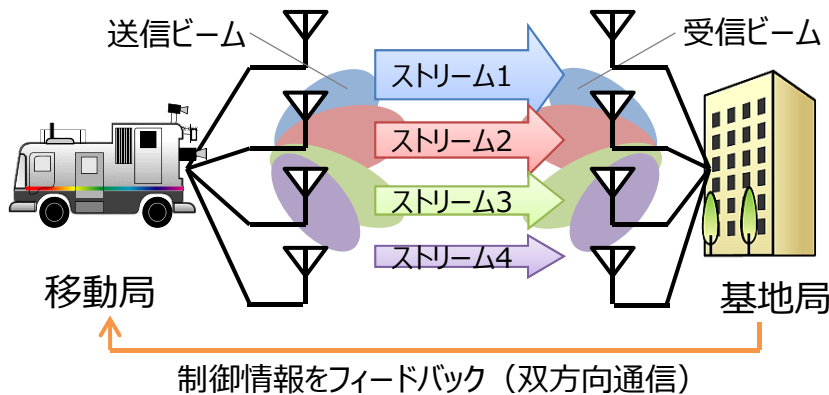 送信ビーム
受信ビーム
ストリーム1
ストリーム2
ストリーム3
ストリーム4
移動局
基地局
制御情報をフィードバック（双方向通信）